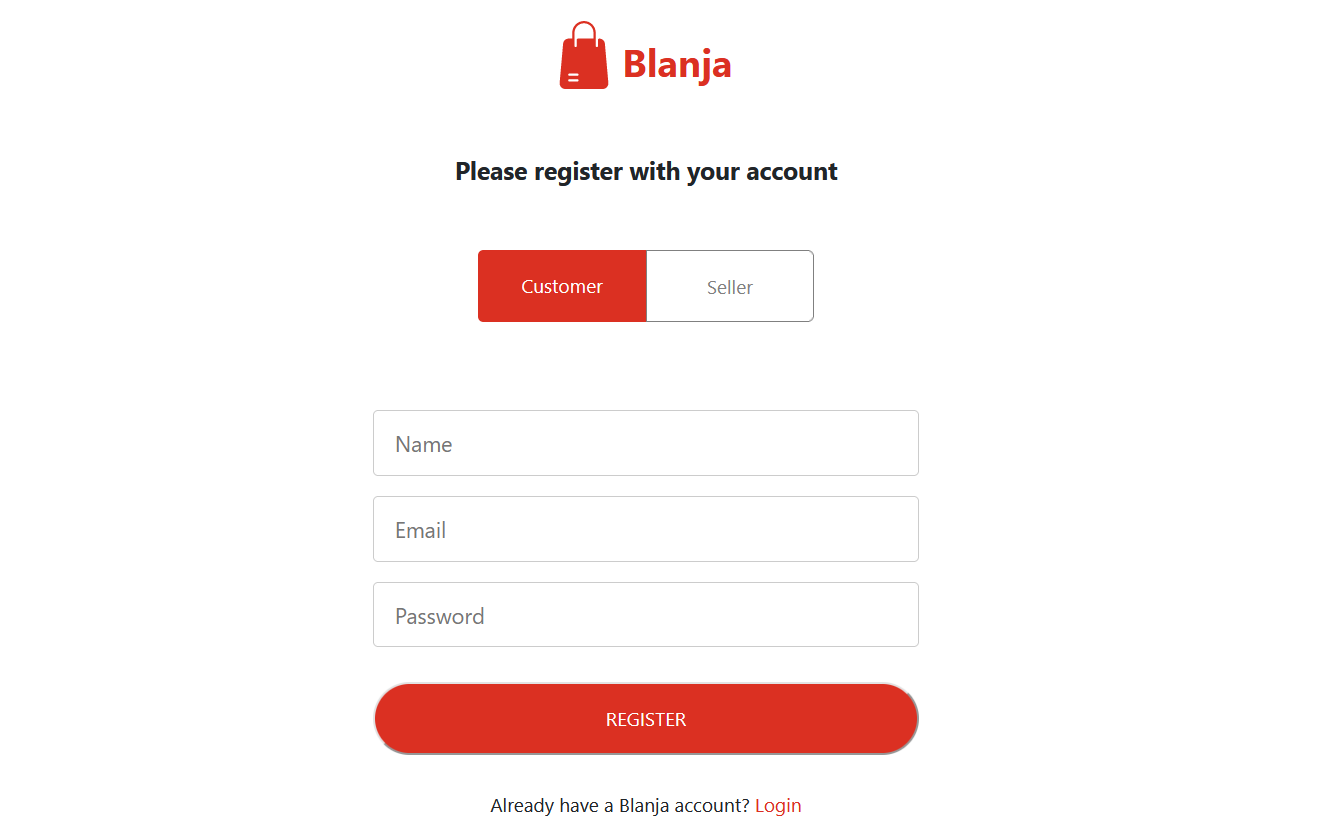 Blanja
Please register with your account
Customer Seller
Name
Email
Password
REGISTER
Already have a Blanja account? Login